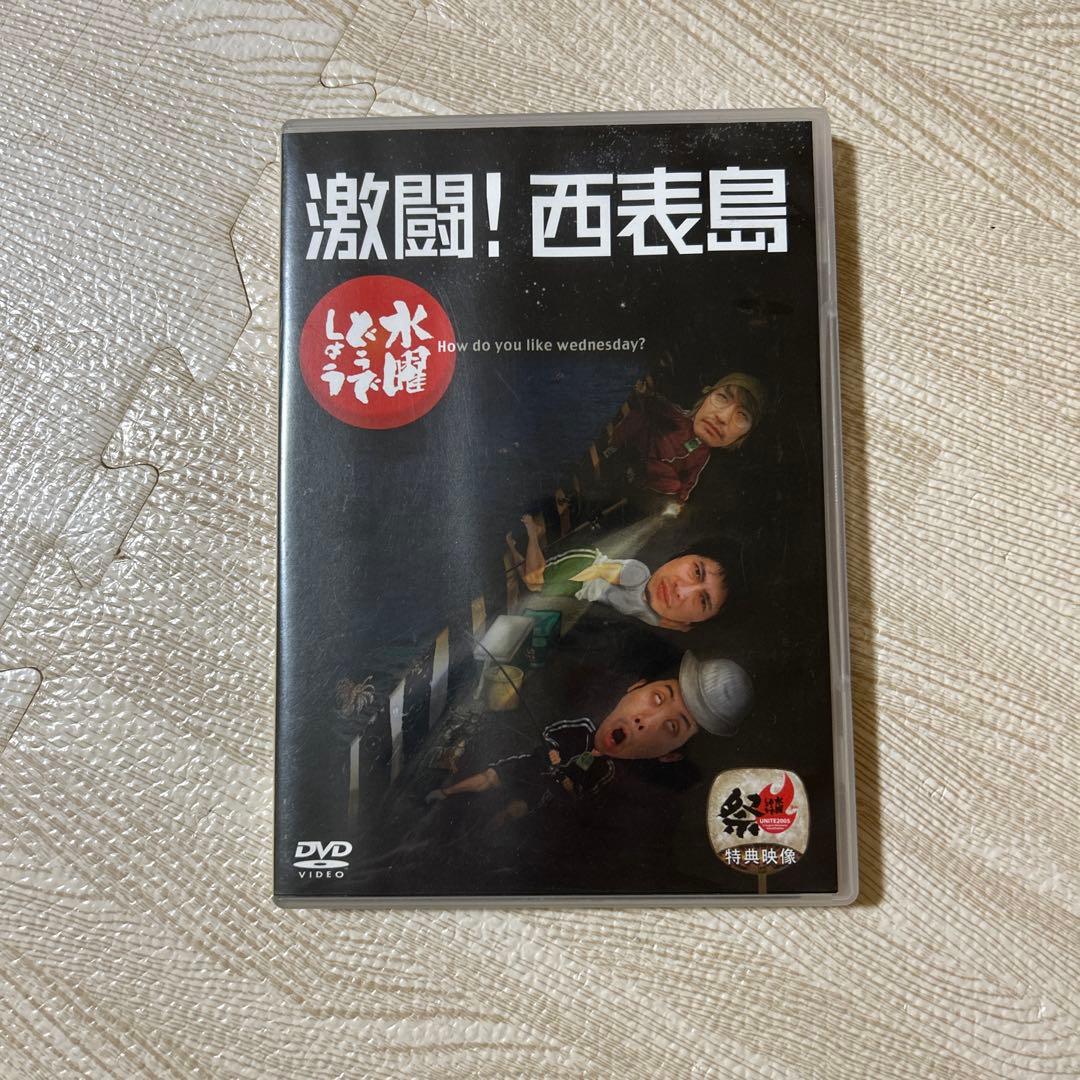 激闘！西表島
水曜
どうで
しょう
How do you like wednesday?
祭
UNITE2005
特典映像
DVD
VIDEO